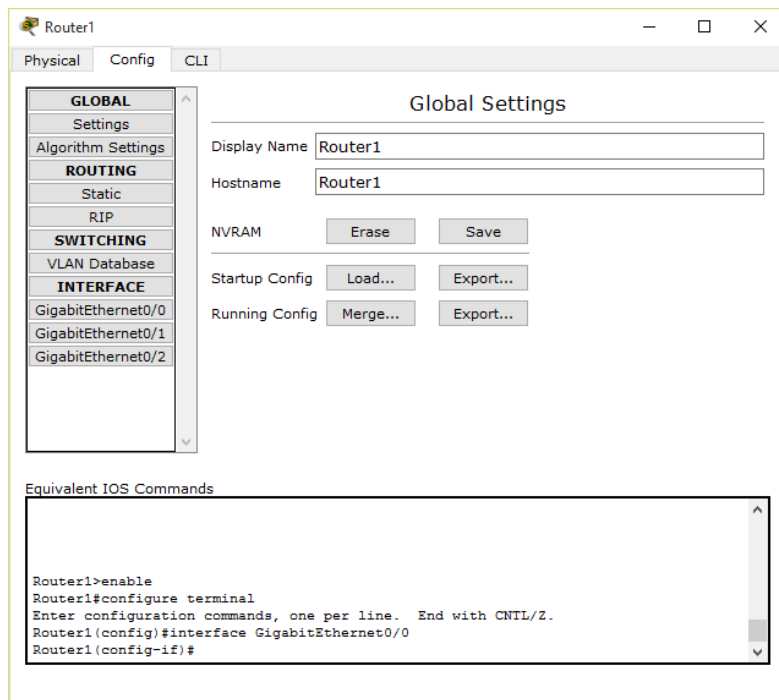 Router1
Physical Config CLI
GLOBAL
Settings
Algorithm Settings
ROUTING
Static
RIP
SWITCHING
VLAN Database
INTERFACE
GigabitEthernet0/0
GigabitEthernet0/1
GigabitEthernet0/2
Global Settings
Display Name Router1
Hostname Router1
NVRAM Erase Save
Startup Config Load... Export...
Running Config Merge... Export...
Equivalent IOS Commands
Router1>enable
Router1#configure terminal
Enter configuration commands, one per line.  End with CNTL/Z.
Router1(config)#interface GigabitEthernet0/0
Router1(config-if)#